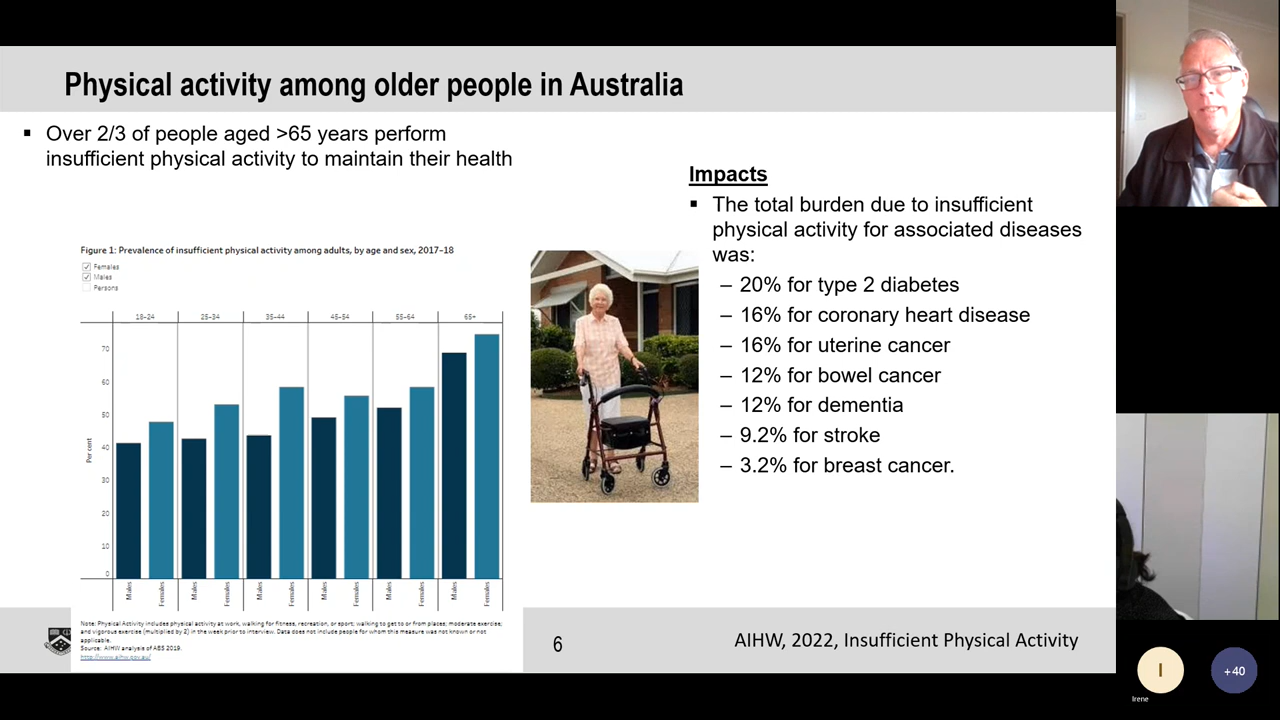 Physical activity among older people in Australia
▪ Over 2/3 of people aged >65 years perform
insufficient physical activity to maintain their health
Figure 1: Prevalence of insufficient physical activity among adults, by age and sex, 2017–18
Females
Males
Persons
18–24 25–34 35–44 45–54 55–64 65+
70
60
50
40
30
20
10
0
Per cent
Males Females Males Females Males Females Males Females Males Females Males Females
Note: Physical Activity includes physical activity at work, walking for fitness, recreation, or sport; walking to get to or from places; moderate exercise;
and vigorous exercise (multiplied by 2) in the week prior to interview. Data does not include people for whom this measure was not known or not
applicable.
Source: AIHW analysis of ABS 2019.
http://www.aihw.gov.au/
Impacts
▪ The total burden due to insufficient
physical activity for associated diseases
was:
– 20% for type 2 diabetes
– 16% for coronary heart disease
– 16% for uterine cancer
– 12% for bowel cancer
– 12% for dementia
– 9.2% for stroke
– 3.2% for breast cancer.
6
AIHW, 2022, Insufficient Physical Activity
I
Irene
+40